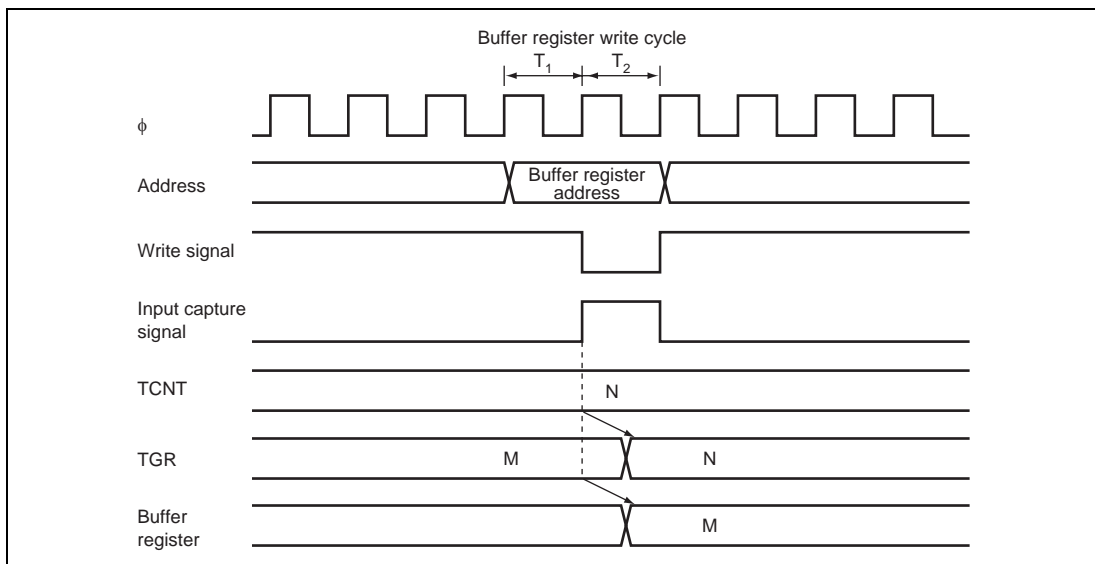 Buffer register write cycle
T1 T2
ϕ
Address
Buffer register
address
Write signal
Input capture
signal
TCNT
N
TGR
M N
Buffer
register
M